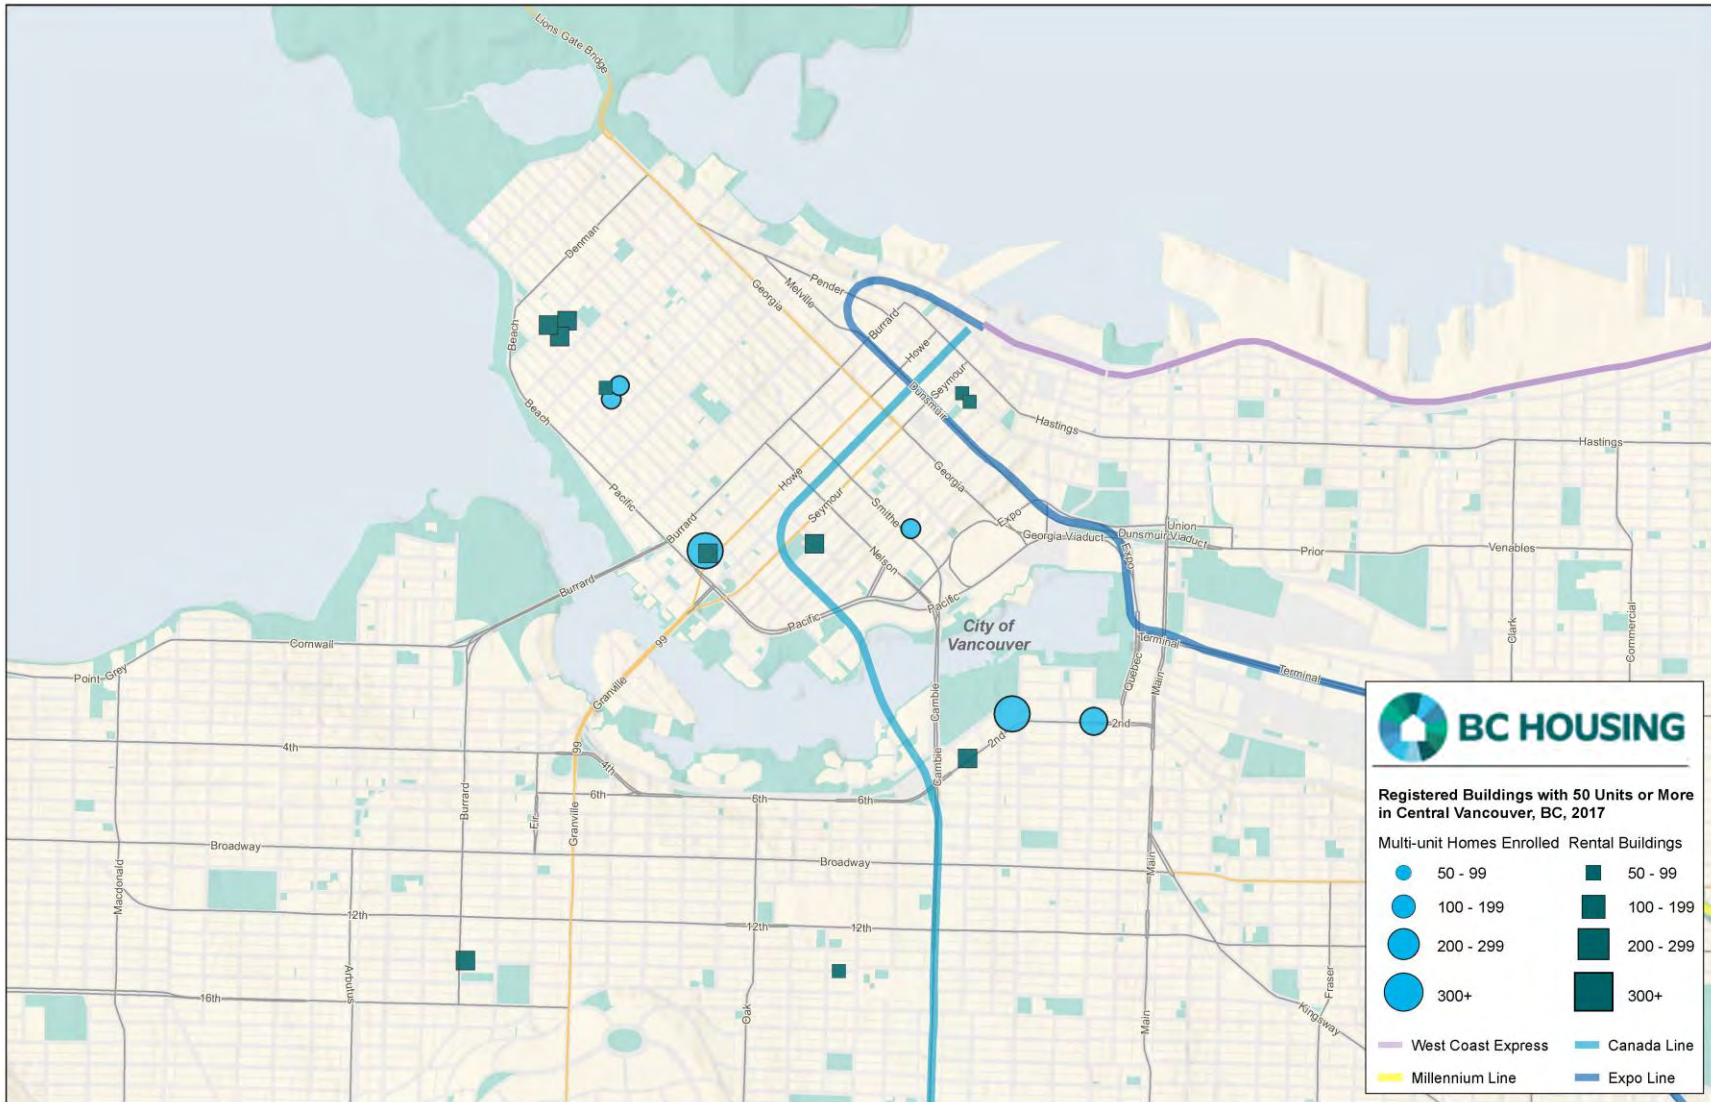 Lions Gate Bridge
Denman
Pender
Melville
Georgia
Burrard
Howe
Beach
Seymour
Dunsmuir
Beach
Hastings
Hastings
Howe
Georgia
Pacific
Seymour
Smithe
Burrard
Expo
Union
Georgia Viaduct
Dunsmuir Viaduct
Expo
Prior
Venables
Nelson
Burrard
Pacific
Pacific
City of
Vancouver
Clark
Commercial
Cornwall
99
Terminal
Terminal
Point Grey
Quebec
Main
Granville
Cambie
2nd
2nd
4th
99
4th
Cambie
6th
6th
6th
Burrard
Fir
Granville
Broadway
Broadway
Main
Macdonald
12th
12th
12th
Arbutus
16th
Oak
Main
Fraser
Kingsway
BC HOUSING
Registered Buildings with 50 Units or More
in Central Vancouver, BC, 2017
Multi-unit Homes Enrolled Rental Buildings
50 - 99 50 - 99
100 - 199 100 - 199
200 - 299 200 - 299
300+ 300+
West Coast Express Canada Line
Millennium Line Expo Line